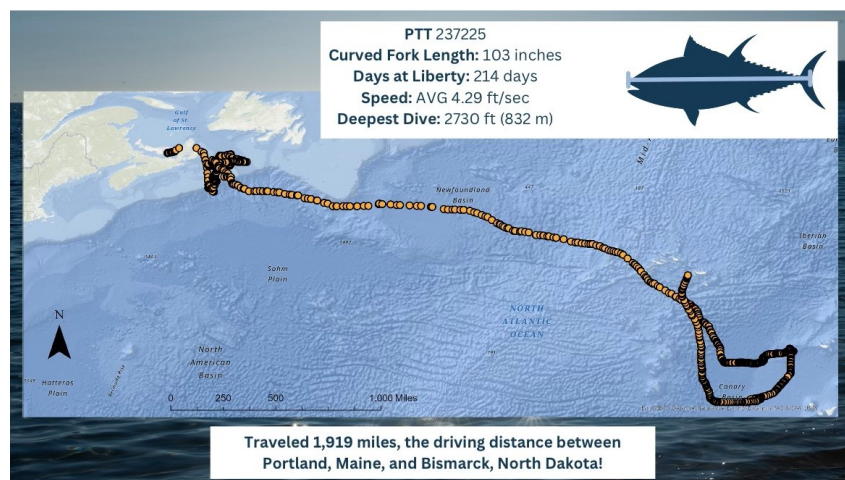 PTT 237225
Curved Fork Length: 103 inches
Days at Liberty: 214 days
Speed: AVG 4.29 ft/sec
Deepest Dive: 2730 ft (832 m)
Gulf
of St
Lawrence
Mid
Newfoundland
Basin
Iberian
Basin
Sohm
Plain
NORTH
ATLANTIC
OCEAN
N
North
American
Basin
Hatteras
Plain
Canary
0 250 500 1,000 Miles
Traveled 1,919 miles, the driving distance between
Portland, Maine, and Bismarck, North Dakota!